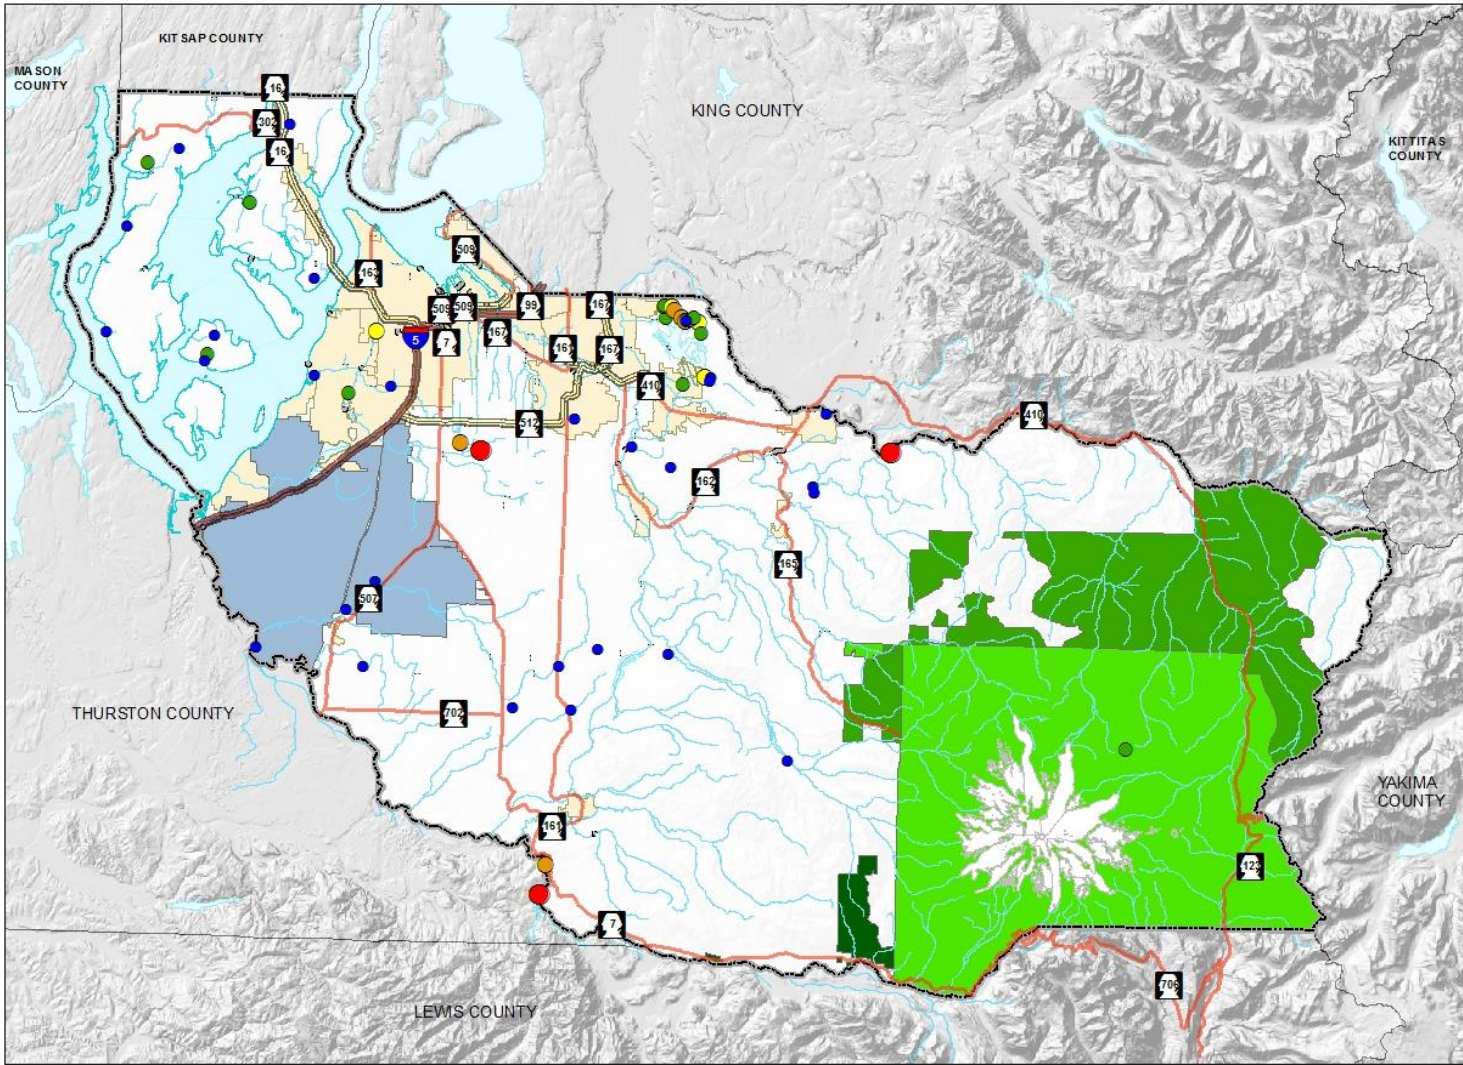 KITSAP COUNTY
MASON
COUNTY
16
302
16
KING COUNTY
KITTITAS
COUNTY
509
163
509
509
99
167
5
7
167
161
167
410
512
410
162
165
507
THURSTON COUNTY
702
YAKIMA
COUNTY
161
123
7
706
LEWIS COUNTY